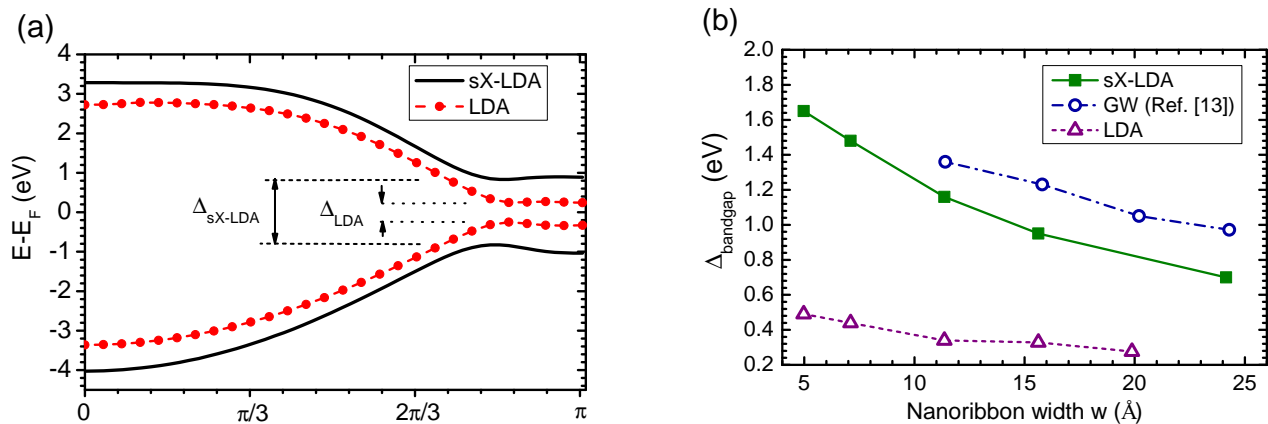 (a)
4
3
2
1
0
-1
-2
-3
-4
E-E_F (eV)
sX-LDA
LDA
Δ_sX-LDA
Δ_LDA
0
π/3
2π/3
π
(b)
2.0
1.8
1.6
1.4
1.2
1.0
0.8
0.6
0.4
0.2
Δ_bandgap (eV)
sX-LDA
GW (Ref. [13])
LDA
5
10
15
20
25
Nanoribbon width w (Å)